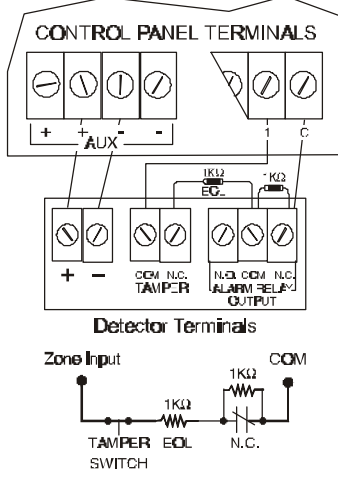 CONTROL PANEL TERMINALS
+ + - -
AUX
1 C
1KΩ
EOL
1KΩ
+ −
COM N.C.
TAMPER
N.O. COM N.C.
ALARM RELAY
OUTPUT
Detector Terminals
Zone Input
COM
1KΩ
1KΩ
TAMPER EOL N.C.
SWITCH